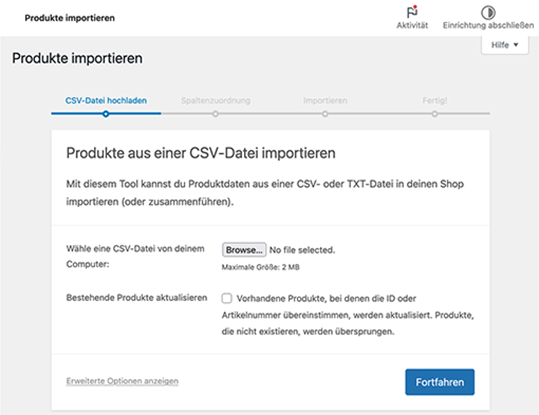 Produkte importieren
Aktivität
Einrichtung abschließen
Hilfe
Produkte importieren
CSV-Datei hochladen
Spaltenzuordnung
Importieren
Fertig!
Produkte aus einer CSV-Datei importieren
Mit diesem Tool kannst du Produktdaten aus einer CSV- oder TXT-Datei in deinen Shop
importieren (oder zusammenführen).
Wähle eine CSV-Datei von deinem
Computer:
Browse... No file selected.
Maximale Größe: 2 MB
Bestehende Produkte aktualisieren
Vorhandene Produkte, bei denen die ID oder
Artikelnummer übereinstimmen, werden aktualisiert. Produkte,
die nicht existieren, werden übersprungen.
Erweiterte Optionen anzeigen
Fortfahren